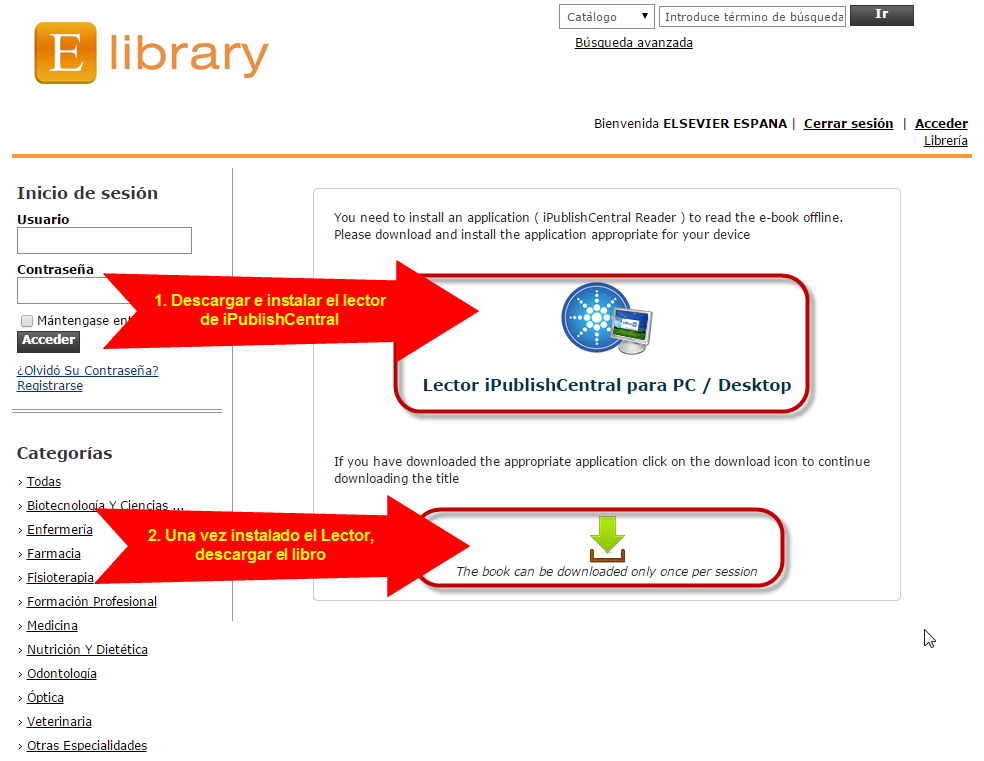 Catálogo
Introduce término de búsqueda
Ir
Búsqueda avanzada
E library
Bienvenida ELSEVIER ESPANA | Cerrar sesión | Acceder
Librería
Inicio de sesión
Usuario
Contraseña
Mántengase ent
Acceder
¿Olvidó Su Contraseña?
Registrarse
Categorías
› Todas
› Biotecnología Y Ciencias ...
› Enfermería
› Farmacia
› Fisioterapia
› Formación Profesional
› Medicina
› Nutrición Y Dietética
› Odontología
› Óptica
› Veterinaria
› Otras Especialidades
You need to install an application ( iPublishCentral Reader ) to read the e-book offline.
Please download and install the application appropriate for your device
1. Descargar e instalar el lector
de iPublishCentral
Lector iPublishCentral para PC / Desktop
If you have downloaded the appropriate application click on the download icon to continue
downloading the title
2. Una vez instalado el Lector,
descargar el libro
The book can be downloaded only once per session